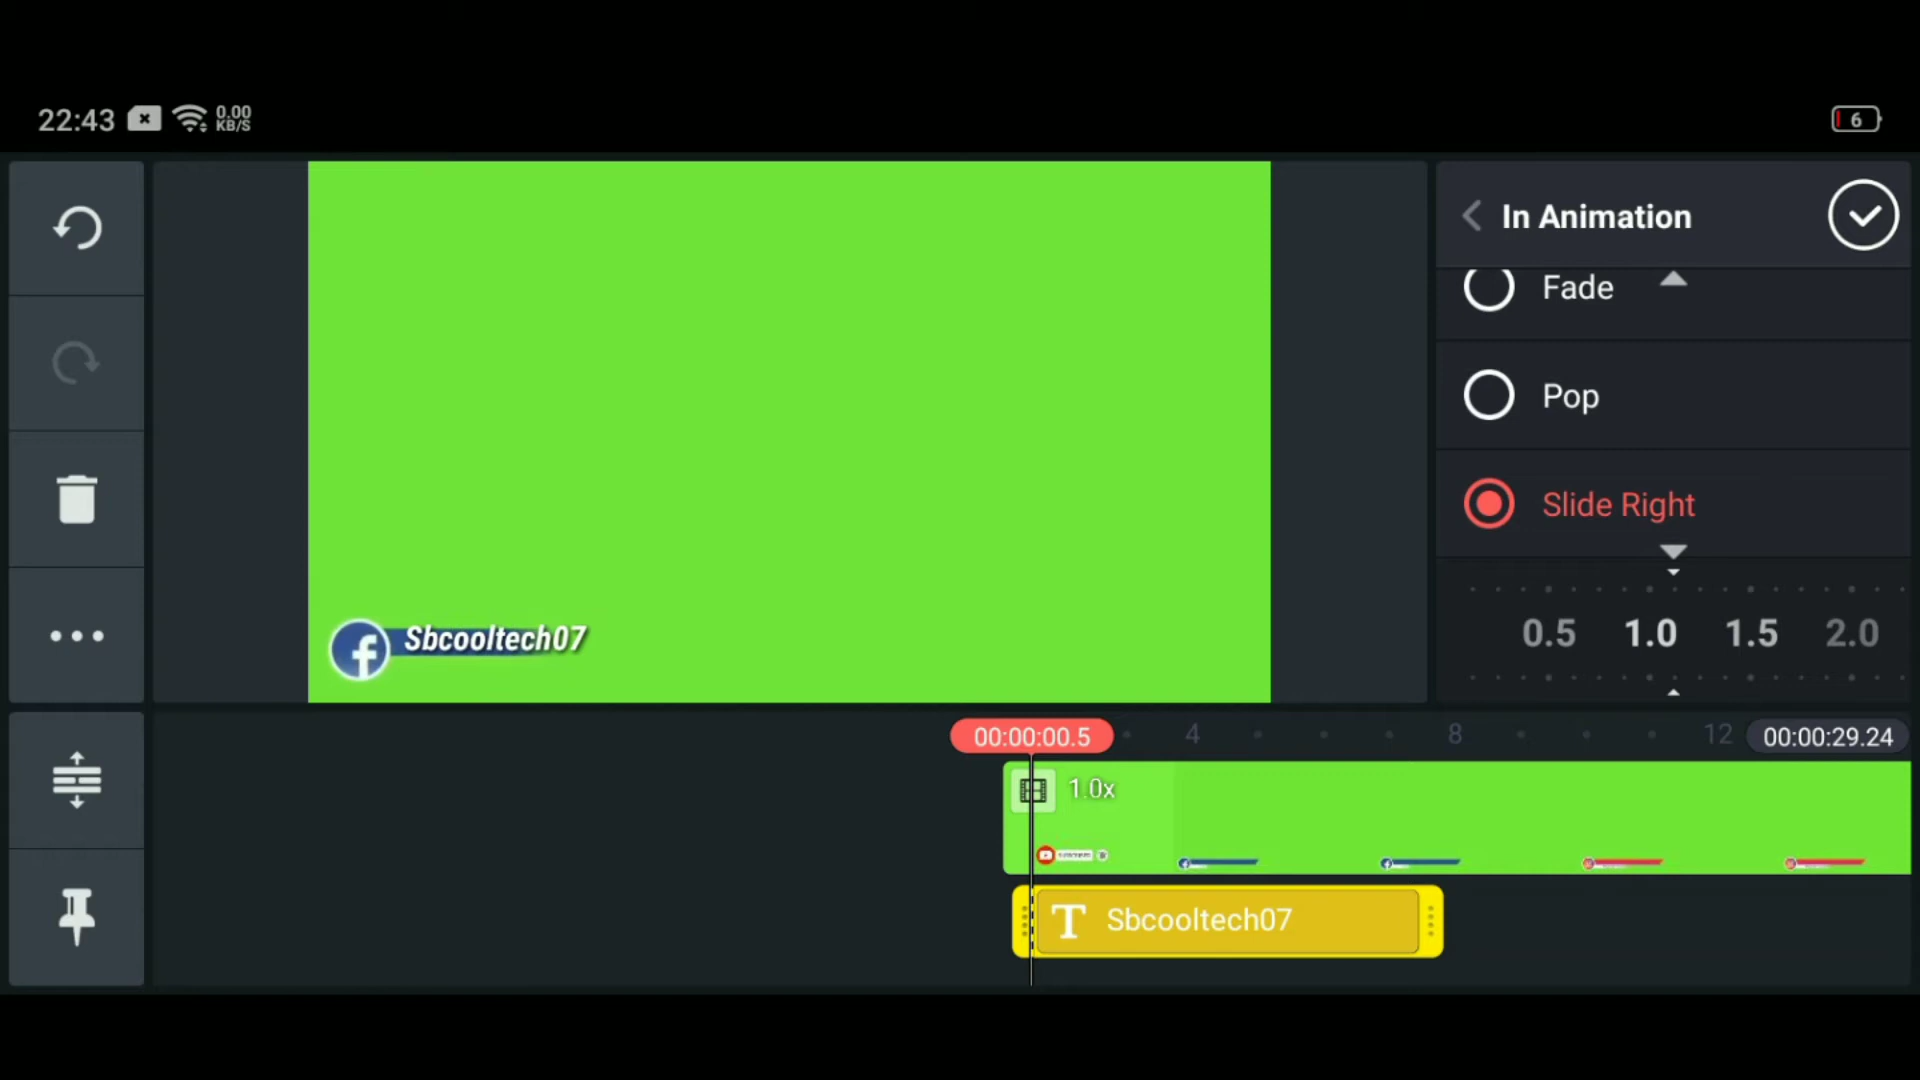 22:43
0.00
KB/S
6
In Animation
Fade
Pop
Slide Right
0.5 1.0 1.5 2.0
Sbcooltech07
00:00:00.5 4 8 12 00:00:29.24
1.0x
T Sbcooltech07